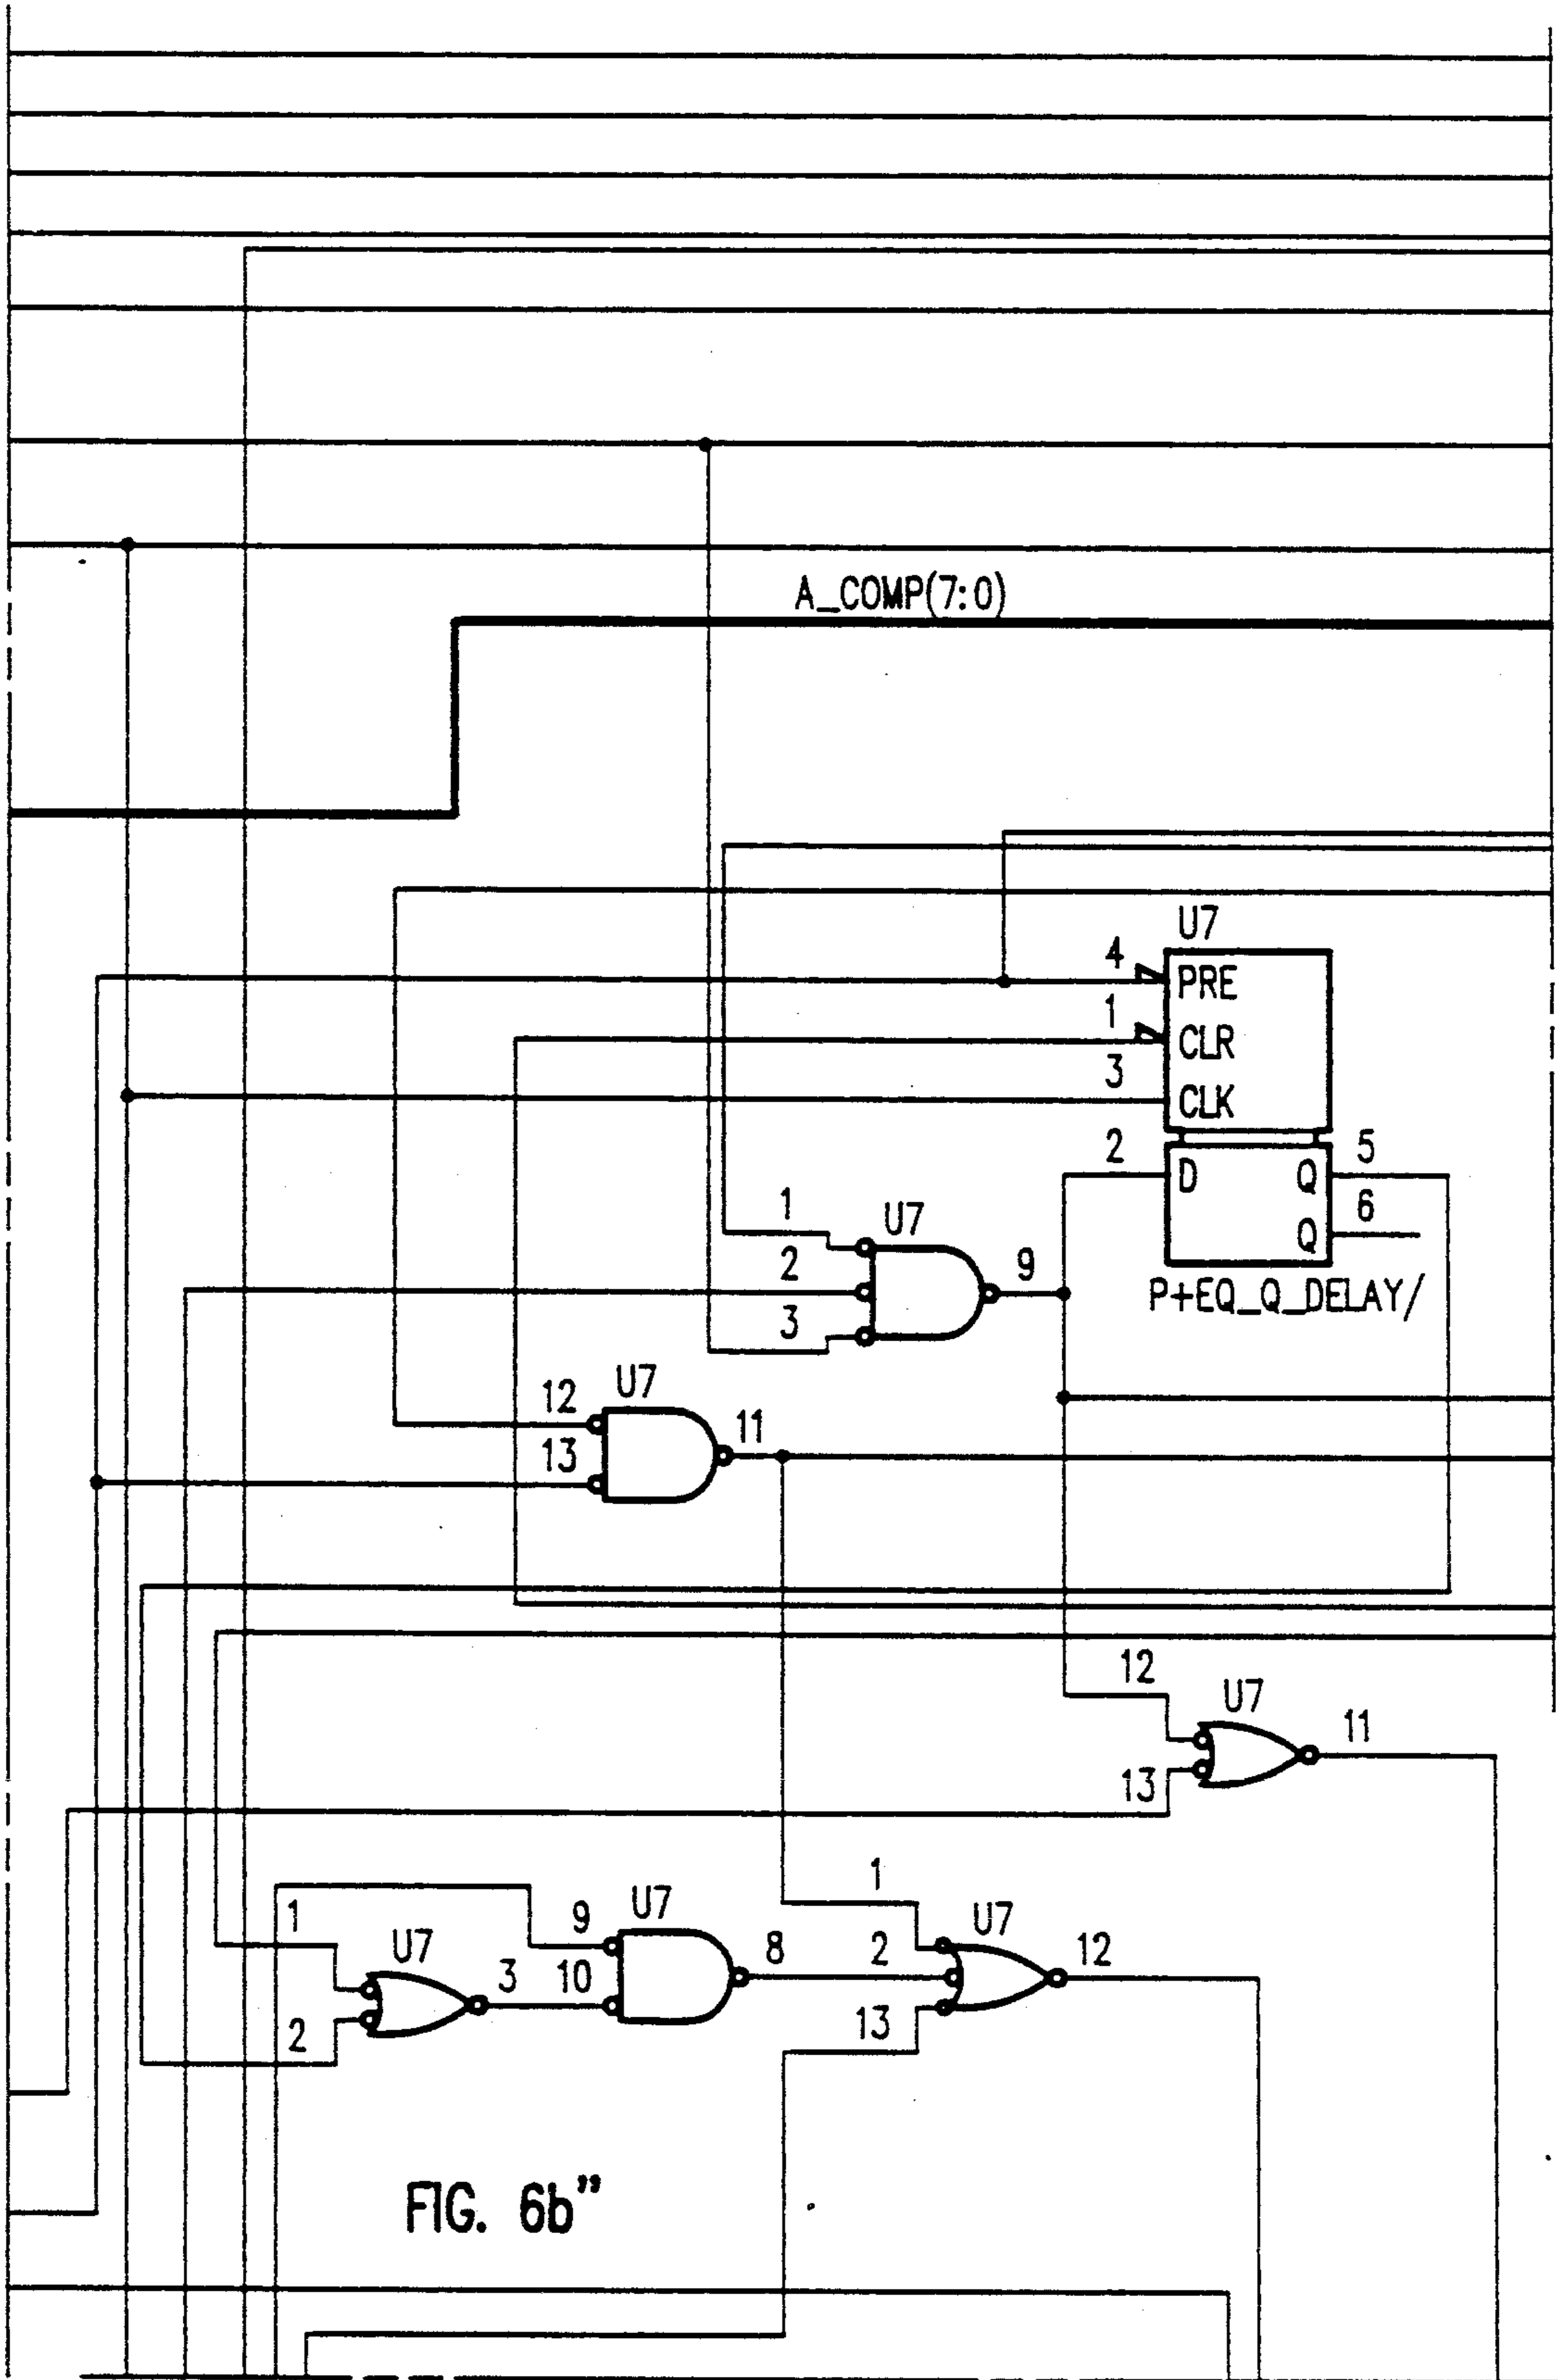 A_COMP(7:0)
U7
4
PRE
1
CLR
3
CLK
2
D
Q
5
6
Q
P+EQ_Q_DELAY/
1
U7
2
9
3
U7
12
11
13
12
U7
11
13
1
1
U7
9
U7
2
U7
12
8
3
10
13
2
FIG. 6b”